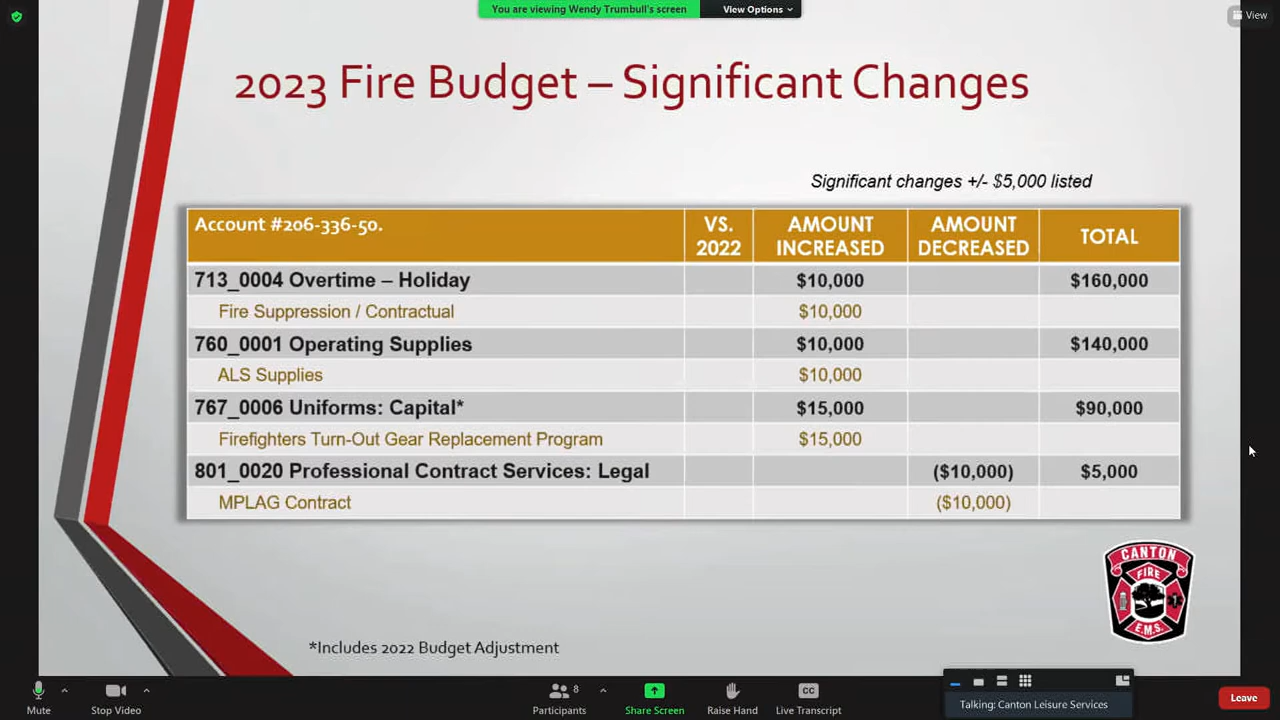 You are viewing Wendy Trumbull's screen
View Options
View
2023 Fire Budget – Significant Changes
Significant changes +/- $5,000 listed
Account #206-336-50. VS. 2022 AMOUNT INCREASED AMOUNT DECREASED TOTAL
713_0004 Overtime – Holiday $10,000 $160,000
Fire Suppression / Contractual $10,000
760_0001 Operating Supplies $10,000 $140,000
ALS Supplies $10,000
767_0006 Uniforms: Capital* $15,000 $90,000
Firefighters Turn-Out Gear Replacement Program $15,000
801_0020 Professional Contract Services: Legal ($10,000) $5,000
MPLAG Contract ($10,000)
CANTON
FIRE
E.M.S.
*Includes 2022 Budget Adjustment
Mute
Stop Video
8
Participants
Share Screen
Raise Hand
CC
Live Transcript
Talking: Canton Leisure Services
Leave